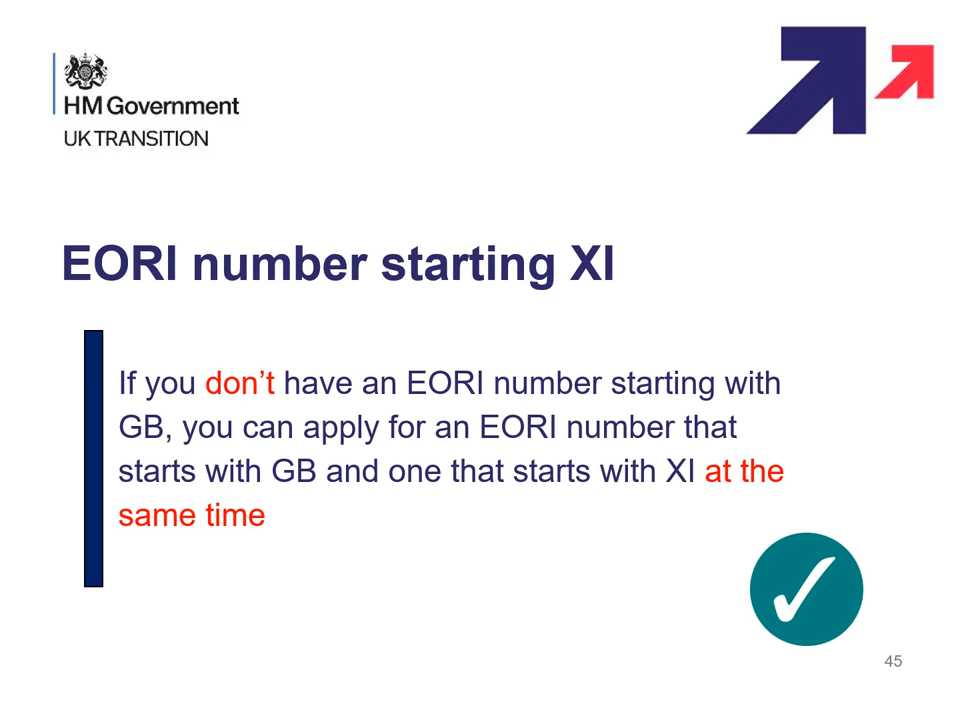 HM Government
UK TRANSITION
EORI number starting XI
If you don’t have an EORI number starting with
GB, you can apply for an EORI number that
starts with GB and one that starts with XI at the
same time
45